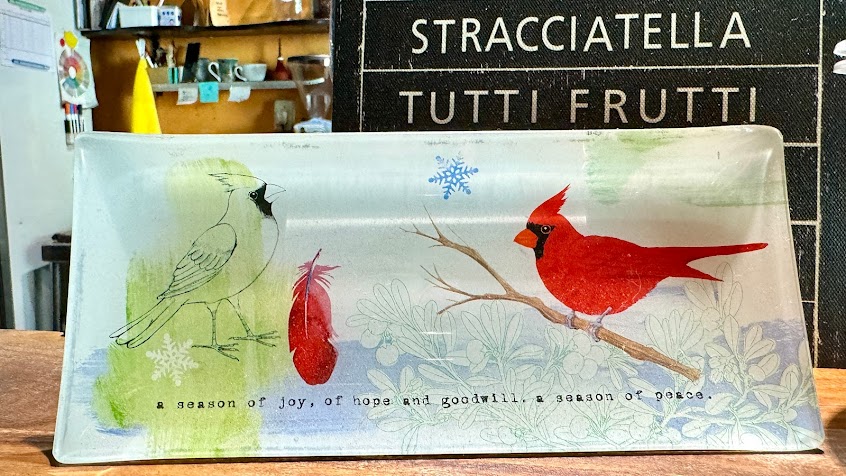 STRACCIATELLA
TUTTI FRUTTI
a season of joy, of hope and goodwill. a season of peace.